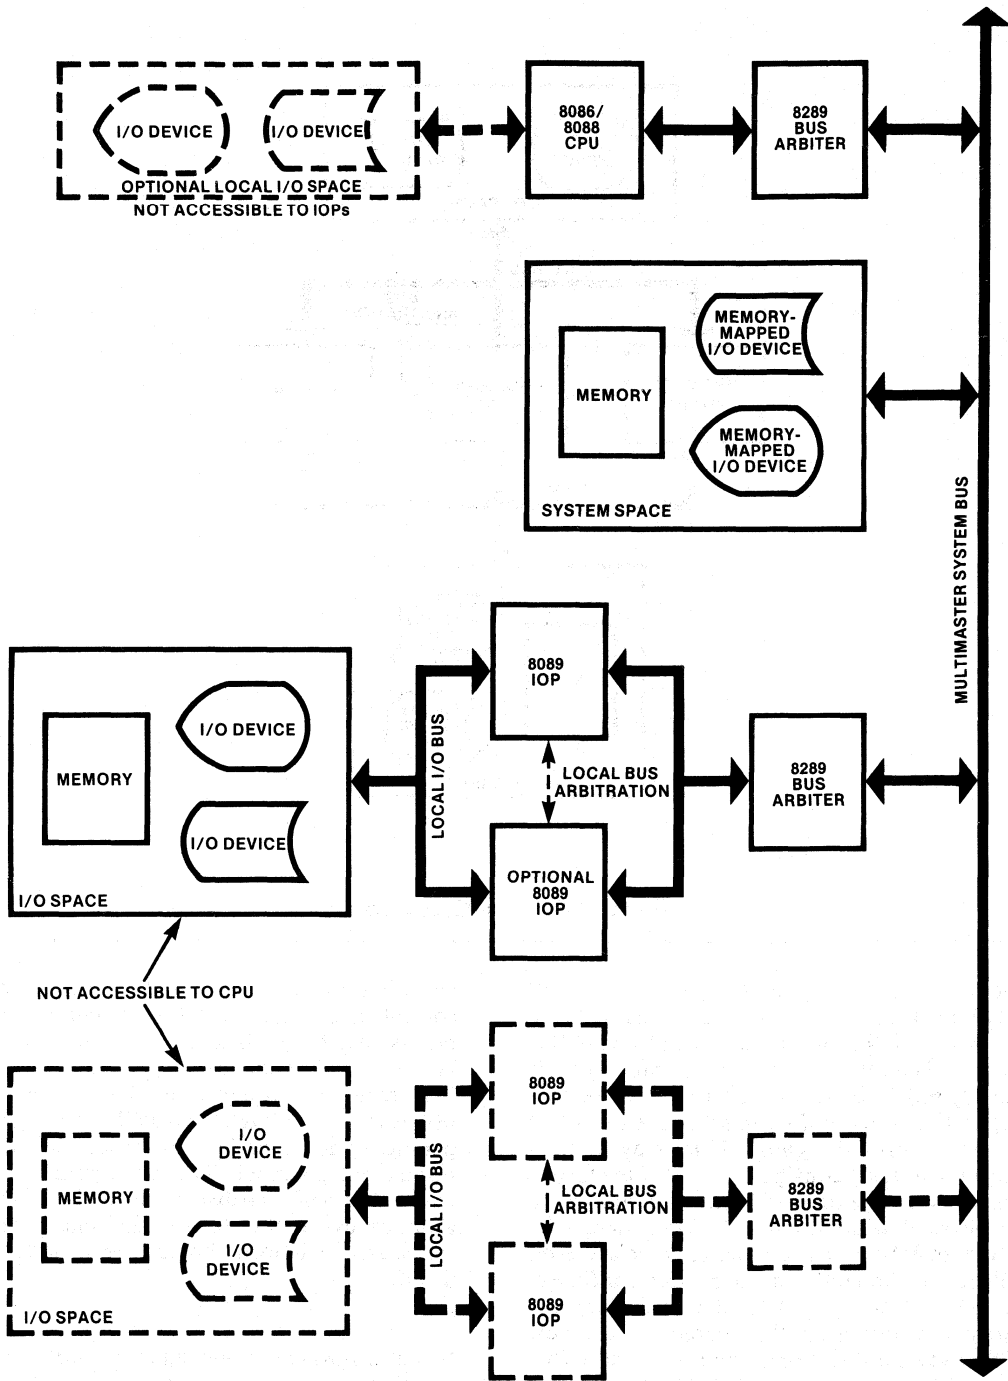 I/O DEVICE
I/O DEVICE
OPTIONAL LOCAL I/O SPACE
NOT ACCESSIBLE TO IOPs
8086/
8088
CPU
8289
BUS
ARBITER
MEMORY
MEMORY-
MAPPED
I/O DEVICE
MEMORY-
MAPPED
I/O DEVICE
SYSTEM SPACE
MULTIMASTER SYSTEM BUS
MEMORY
I/O DEVICE
I/O DEVICE
I/O SPACE
LOCAL I/O BUS
8089
IOP
LOCAL BUS
ARBITRATION
OPTIONAL
8089
IOP
8289
BUS
ARBITER
NOT ACCESSIBLE TO CPU
MEMORY
I/O
DEVICE
I/O
DEVICE
I/O SPACE
LOCAL I/O BUS
8089
IOP
LOCAL BUS
ARBITRATION
8089
IOP
8289
BUS
ARBITER